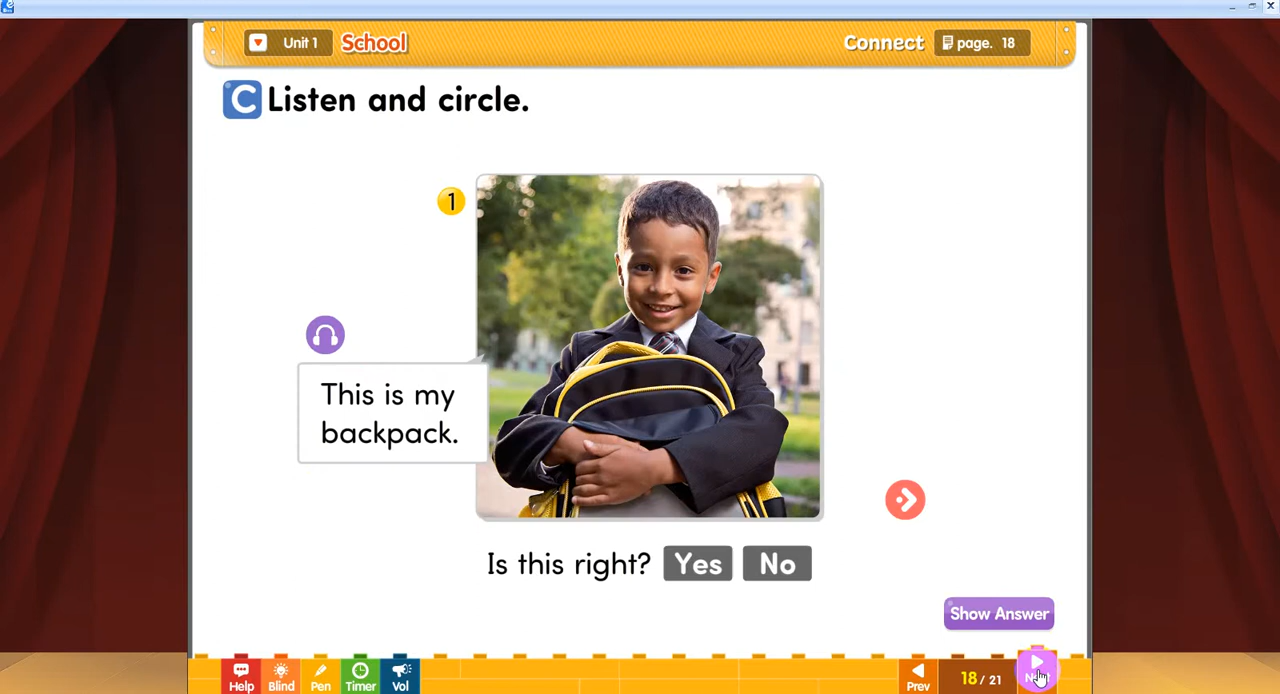 Unit 1
School
Connect
page. 18
C Listen and circle.
1
This is my
backpack.
Is this right? Yes No
Show Answer
Help Blind Pen Timer Vol
Prev 18 / 21